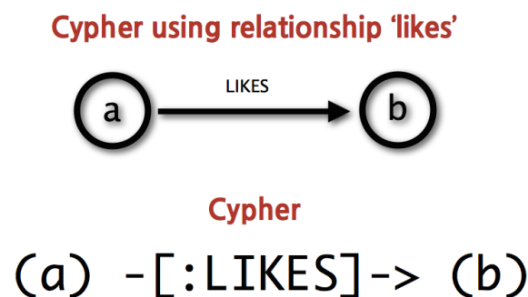 Cypher using relationship ‘likes’
LIKES
a b
Cypher
(a) -[:LIKES]-> (b)